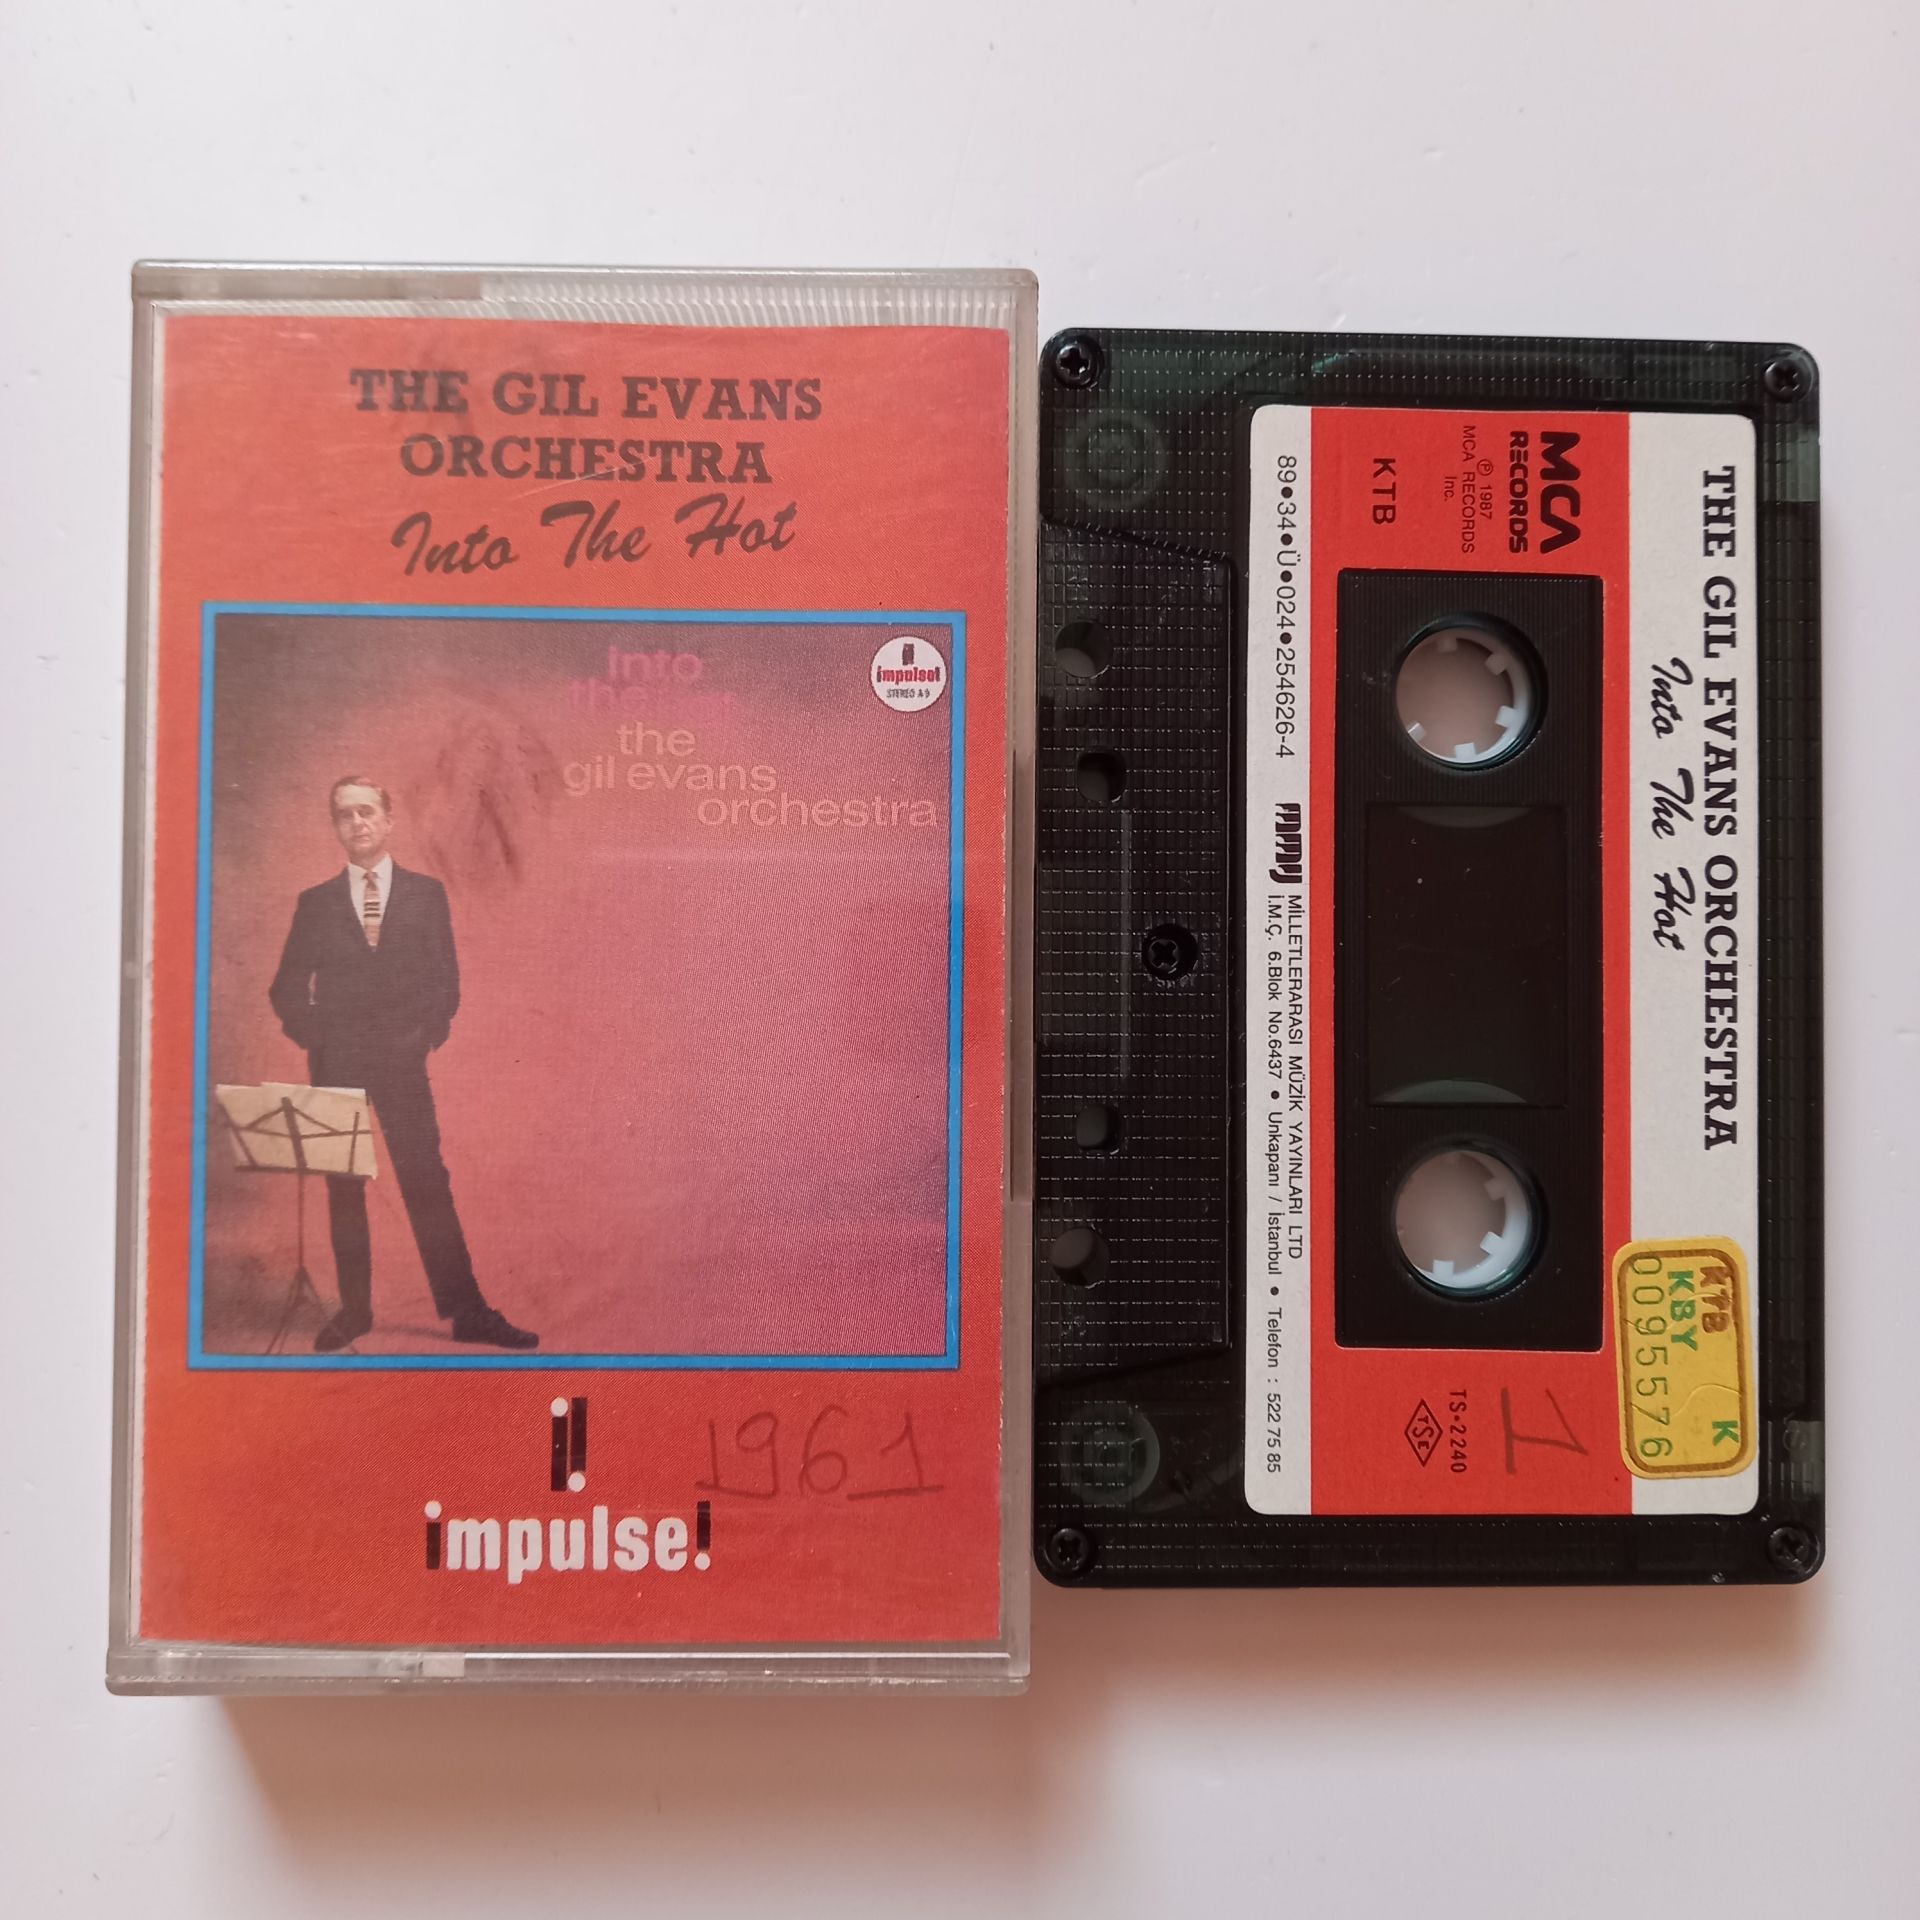 THE GIL EVANS
ORCHESTRA
Into The Hot
Into
the hot
the
gil evans
orchestra
impulse!
STEREO A 9
1961
impulse!
THE GIL EVANS ORCHESTRA
Into The Hot
MCA
RECORDS
Ⓟ 1987
MCA RECORDS
Inc.
KTB
1
TS•2240
TSE
ktb
KBY
K
0095576
89•34•Ü•024•254626-4
MİLETLERARASI MÜZİK YAYINLARI LTD
İ.M.Ç. 6.Blok No.6437 • Unkapanı / İstanbul • Telefon : 522 75 85